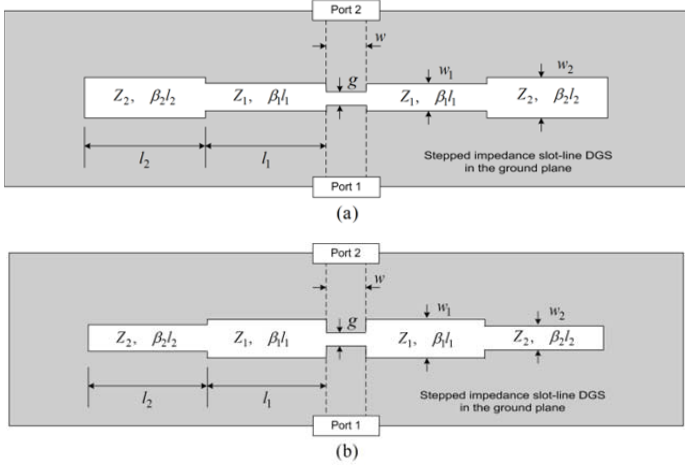 Port 2
w
g
w₁
w₂
Z₂, β₂l₂
Z₁, β₁l₁
Z₁, β₁l₁
Z₂, β₂l₂
l₂
l₁
Stepped impedance slot-line DGS
in the ground plane
Port 1
(a)
Port 2
w
g
w₁
w₂
Z₂, β₂l₂
Z₁, β₁l₁
Z₁, β₁l₁
Z₂, β₂l₂
l₂
l₁
Stepped impedance slot-line DGS
in the ground plane
Port 1
(b)